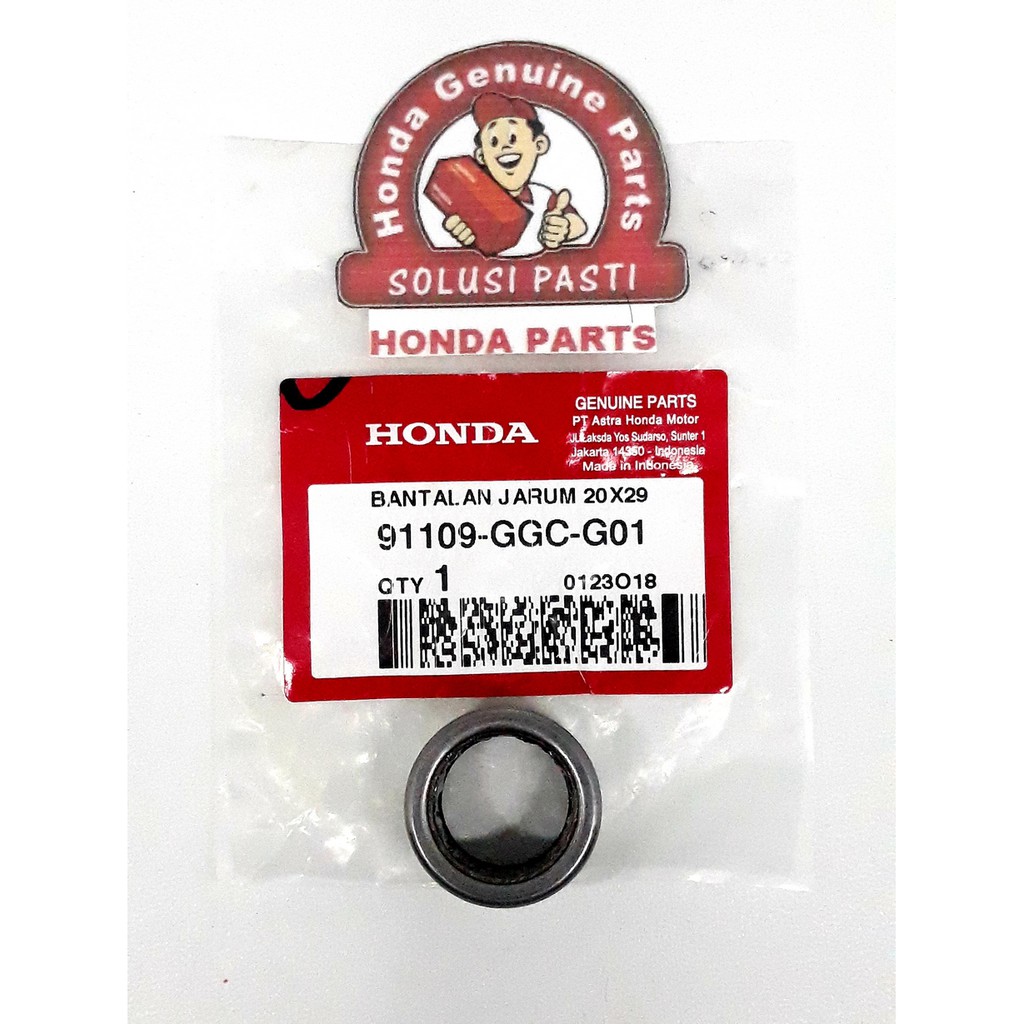 Honda Genuine Parts
SOLUSI PASTI
HONDA PARTS
HONDA
GENUINE PARTS
PT Astra Honda Motor
Jl. Laksda Yos Sudarso, Sunter 1
Jakarta 14350 - Indonesia
Made in Indonesia
BANTALAN JARUM 20X29
91109-GGC-G01
QTY 1 0123O18